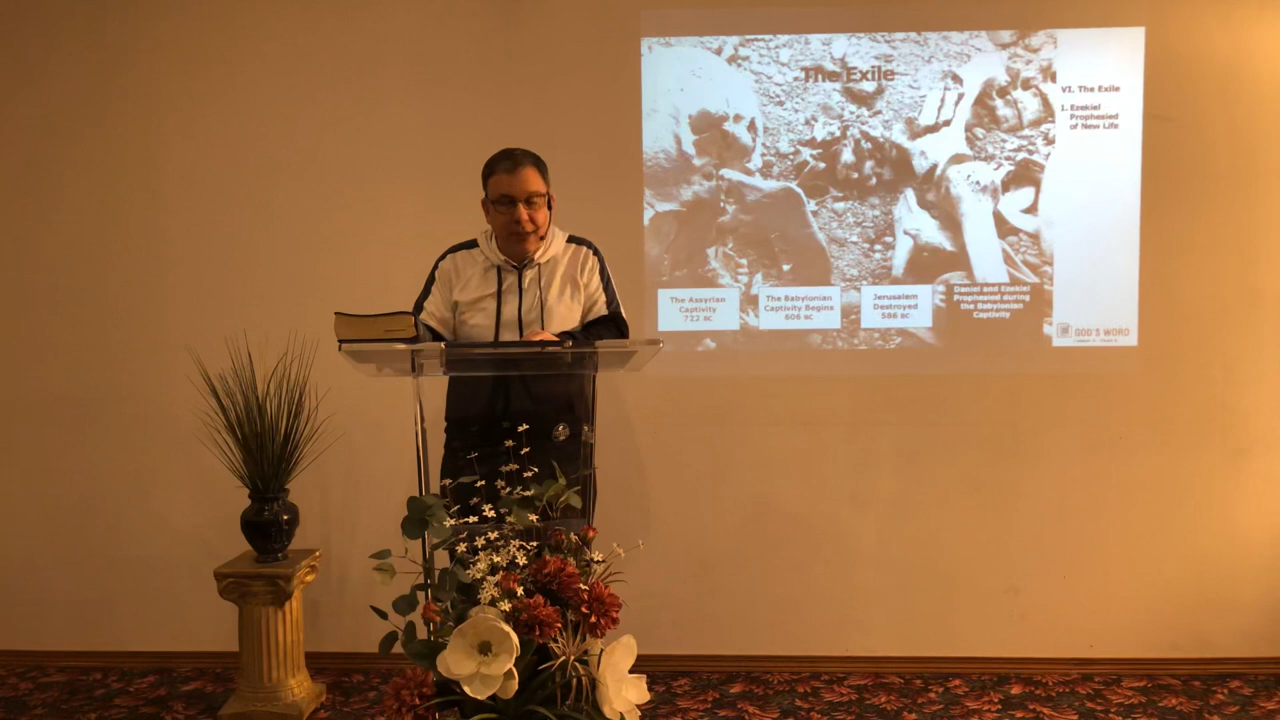 The Exile
VI. The Exile
1. Ezekiel
Prophesied
of New Life
The Assyrian
Captivity
722 BC
The Babylonian
Captivity Begins
606 BC
Jerusalem
Destroyed
586 BC
Daniel and Ezekiel
Prophesied during
the Babylonian
Captivity
GOD'S WORD